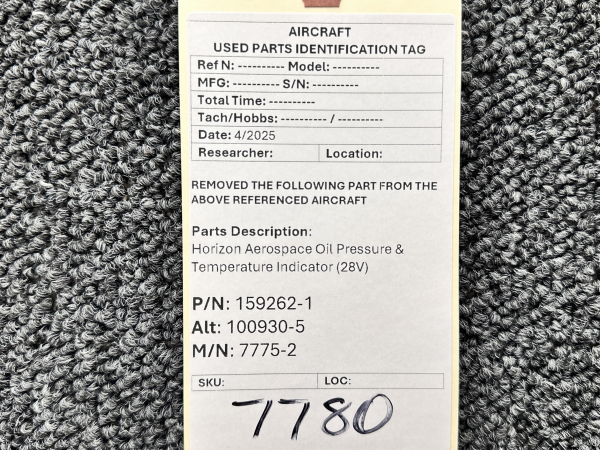 AIRCRAFT
USED PARTS IDENTIFICATION TAG
Ref N: ---------- Model: ----------
MFG: ---------- S/N: ----------
Total Time: ----------
Tach/Hobbs: ---------- / ----------
Date: 4/2025
Researcher: Location:
REMOVED THE FOLLOWING PART FROM THE
ABOVE REFERENCED AIRCRAFT
Parts Description:
Horizon Aerospace Oil Pressure &
Temperature Indicator (28V)
P/N: 159262-1
Alt: 100930-5
M/N: 7775-2
SKU: LOC:
7780